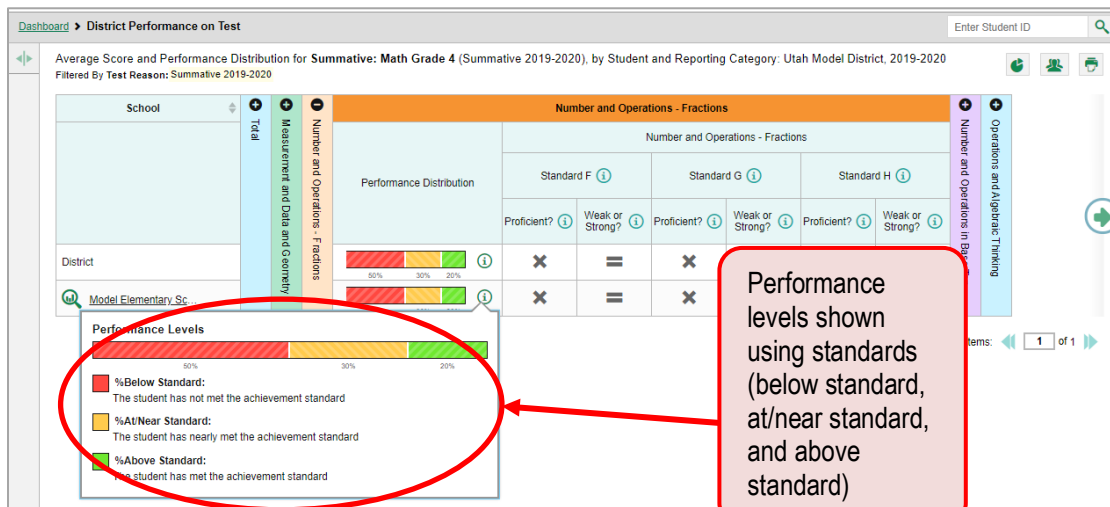 Dashboard > District Performance on Test
Enter Student ID
Average Score and Performance Distribution for Summative: Math Grade 4 (Summative 2019-2020), by Student and Reporting Category: Utah Model District, 2019-2020
Filtered By Test Reason: Summative 2019-2020
School
Total
Measurement and Data and Geometry
Number and Operations - Fractions
Number and Operations - Fractions
Number and Operations in Bas
Operations and Algebraic Thinking
Number and Operations - Fractions
Performance Distribution
Standard F
Standard G
Standard H
Proficient?
Weak or Strong?
Proficient?
Weak or Strong?
Proficient?
Weak or Strong?
District
50% 30% 20%
Model Elementary Sc...
Performance Levels
50% 30% 20%
%Below Standard:
The student has not met the achievement standard
%At/Near Standard:
The student has nearly met the achievement standard
%Above Standard:
The student has met the achievement standard
Performance
levels shown
using standards
(below standard,
at/near standard,
and above
standard)
tems: 1 of 1